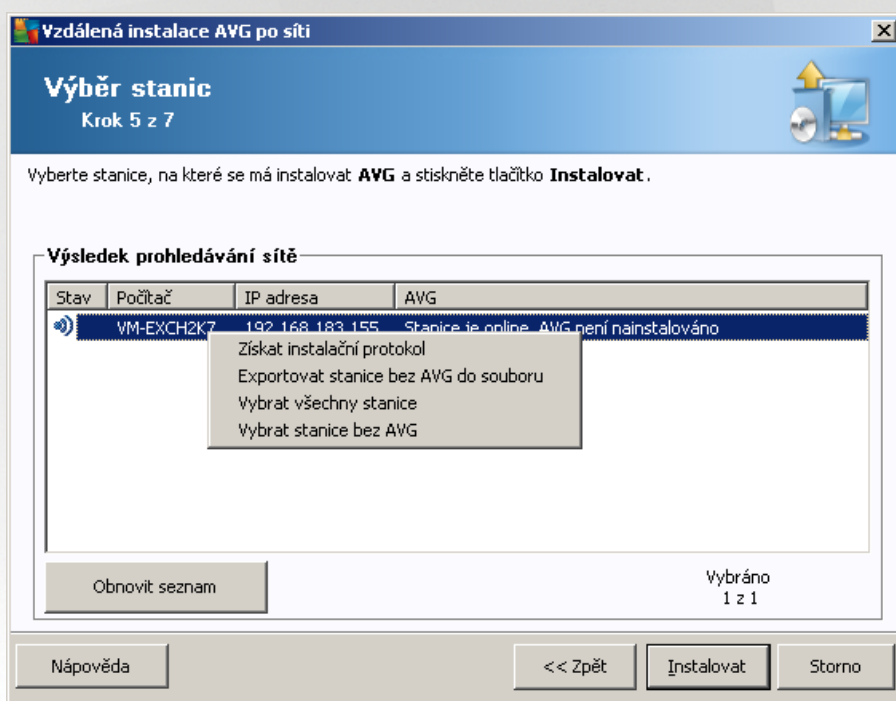 Vzdálená instalace AVG po síti
Výběr stanic
Krok 5 z 7
Vyberte stanice, na které se má instalovat AVG a stiskněte tlačítko Instalovat.
Výsledek prohledávání sítě
Stav Počítač IP adresa AVG
VM-EXCH2K7 192.168.183.155 Stanice je online, AVG není nainstalováno
Získat instalační protokol
Exportovat stanice bez AVG do souboru
Vybrat všechny stanice
Vybrat stanice bez AVG
Obnovit seznam
Vybráno
1 z 1
Nápověda << Zpět Instalovat Storno